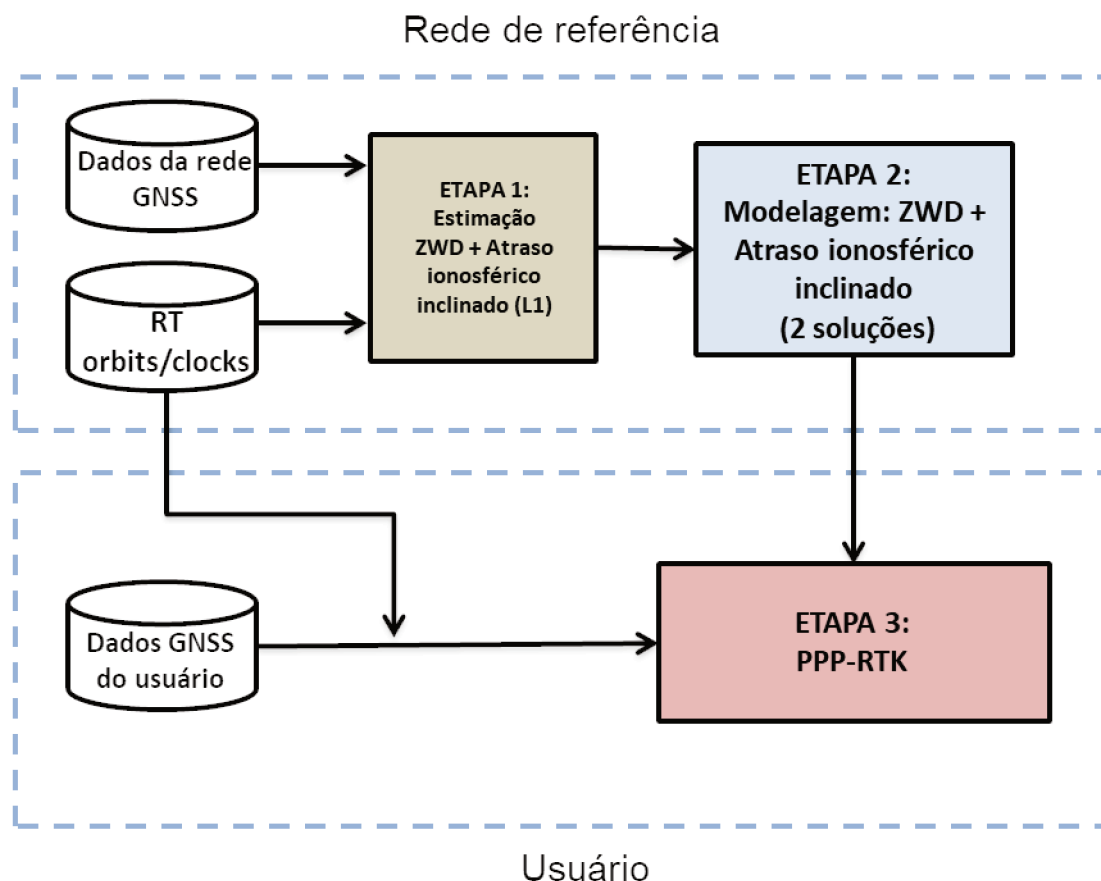 Rede de referência
Dados da rede
GNSS
RT
orbits/clocks
ETAPA 1:
Estimação
ZWD + Atraso
ionosférico
inclinado (L1)
ETAPA 2:
Modelagem: ZWD +
Atraso ionosférico
inclinado
(2 soluções)
Dados GNSS
do usuário
ETAPA 3:
PPP-RTK
Usuário